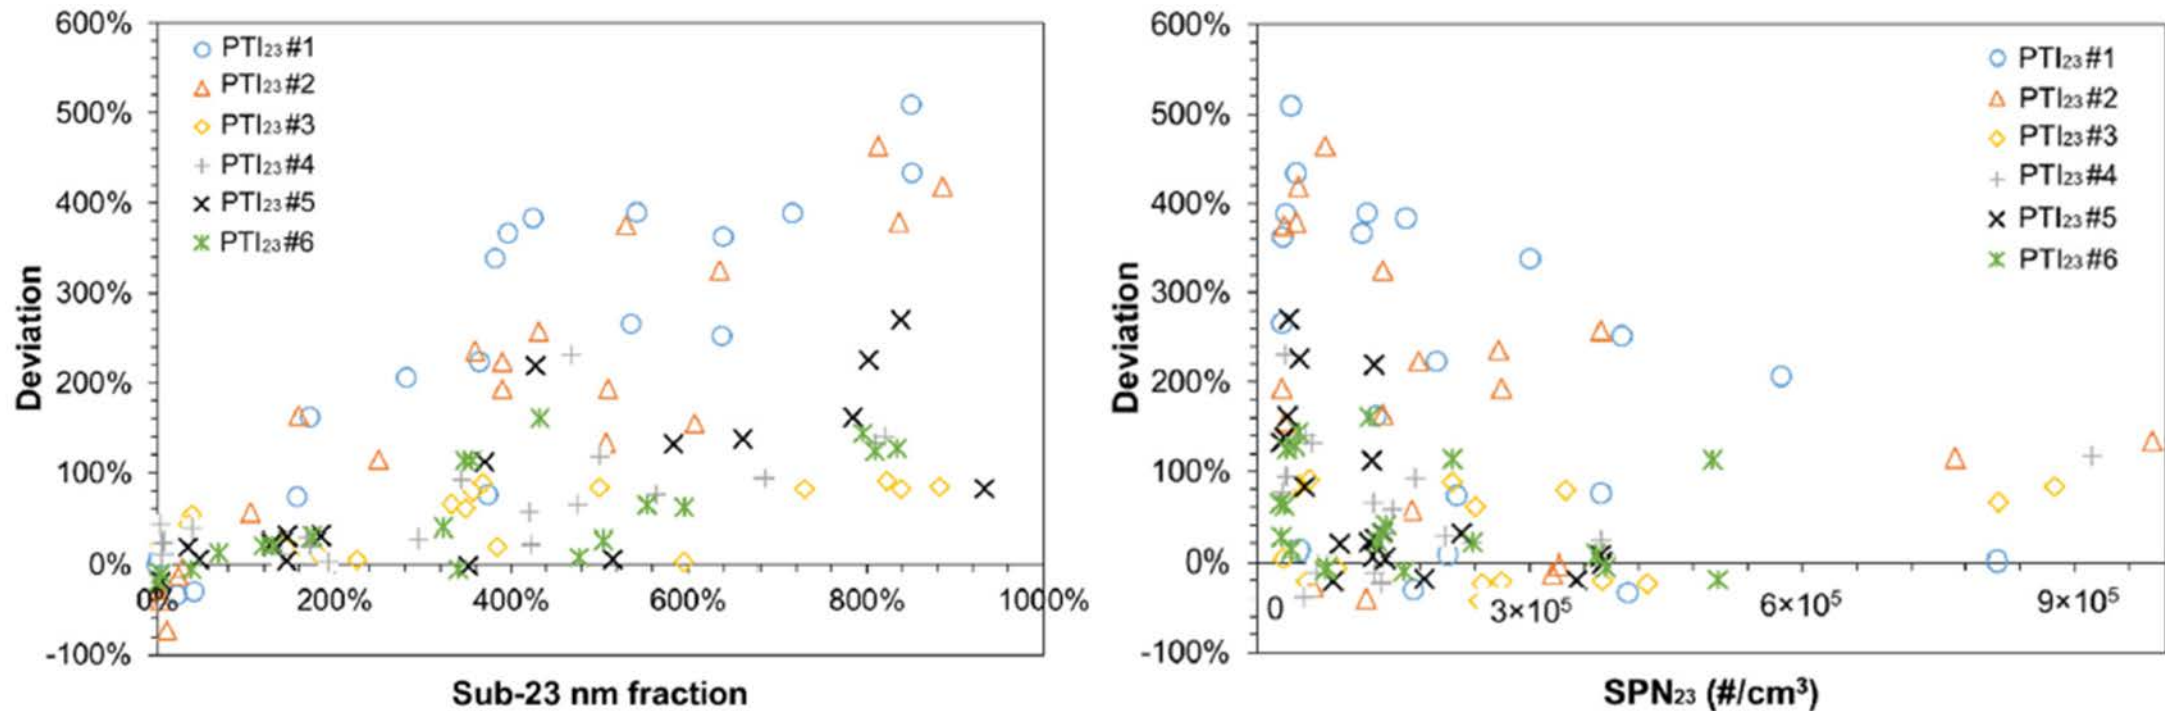 600%
500%
400%
300%
200%
100%
0%
-100%
Deviation
PTI23 #1
PTI23 #2
PTI23 #3
PTI23 #4
PTI23 #5
PTI23 #6
0% 200% 400% 600% 800% 1000%
Sub-23 nm fraction
600%
500%
400%
300%
200%
100%
0%
-100%
Deviation
PTI23 #1
PTI23 #2
PTI23 #3
PTI23 #4
PTI23 #5
PTI23 #6
0 3×10⁵ 6×10⁵ 9×10⁵
SPN23 (#/cm³)